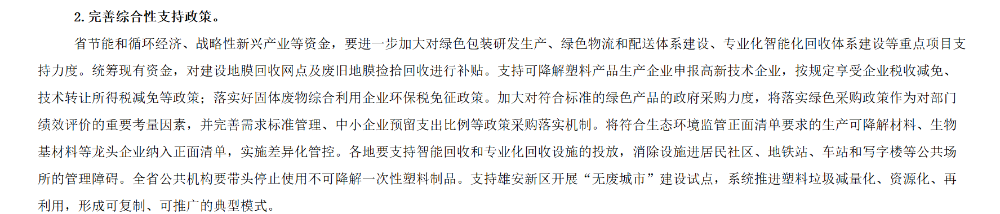 2.完善综合性支持政策。
省节能和循环经济、战略性新兴产业等资金，要进一步加大对绿色包装研发生产、绿色物流和配送体系建设、专业化智能化回收体系建设等重点项目支
持力度。统筹现有资金，对建设地膜回收网点及废旧地膜捡拾回收进行补贴。支持可降解塑料产品生产企业申报高新技术企业，按规定享受企业税收减免、
技术转让所得税减免等政策；落实好固体废物综合利用企业环保税免征政策。加大对符合标准的绿色产品的政府采购力度，将落实绿色采购政策作为对部门
绩效评价的重要考量因素，并完善需求标准管理、中小企业预留支出比例等政策采购落实机制。将符合生态环境监管正面清单要求的生产可降解材料、生物
基材料等龙头企业纳入正面清单，实施差异化管控。各地要支持智能回收和专业化回收设施的投放，消除设施进居民社区、地铁站、车站和写字楼等公共场
所的管理障碍。全省公共机构要带头停止使用不可降解一次性塑料制品。支持雄安新区开展“无废城市”建设试点，系统推进塑料垃圾减量化、资源化、再
利用，形成可复制、可推广的典型模式。